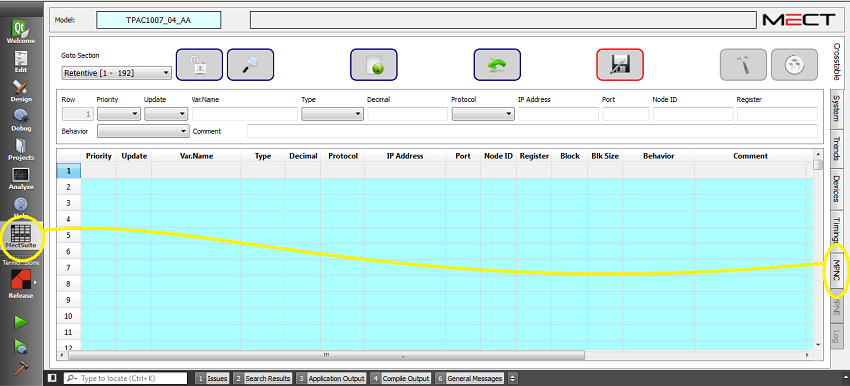 Model: TPAC1007_04_AA MECT
Qt
Welcome
Edit
Design
Debug
Projects
Analyze
Help
MectSuite
Release
Goto Section
Retentive [1 - 192]
Row Priority Update Var.Name Type Decimal Protocol IP Address Port Node ID Register
1
Behavior Comment
Priority Update Var.Name Type Decimal Protocol IP Address Port Node ID Register Block Blk Size Behavior Comment
1
2
3
4
5
6
7
8
9
10
11
12
Crosstable
System
Trends
Devices
Timings
MPNC
MPNE
Log
Type to locate (Ctrl+K) 1 Issues 2 Search Results 3 Application Output 4 Compile Output 6 General Messages